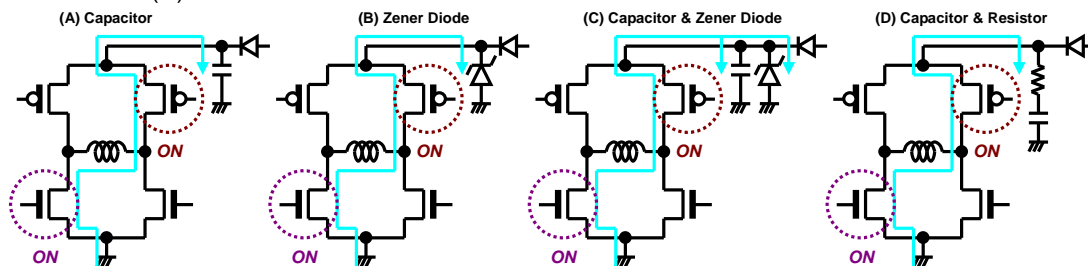 (A) Capacitor
(B) Zener Diode
(C) Capacitor & Zener Diode
(D) Capacitor & Resistor
ON
ON
ON
ON
ON
ON
ON
ON